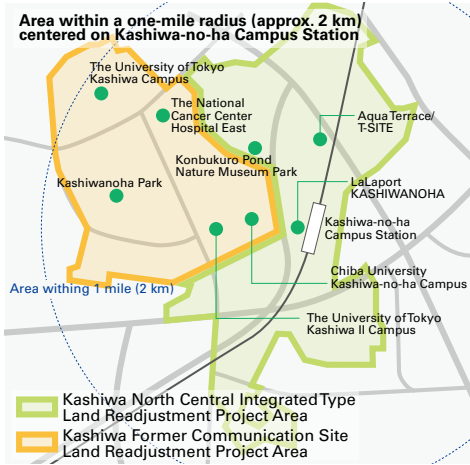 Area within a one-mile radius (approx. 2 km)
centered on Kashiwa-no-ha Campus Station
The University of Tokyo
Kashiwa Campus
The National
Cancer Center
Hospital East
Aqua Terrace/
T-SITE
Konbukuro Pond
Nature Museum Park
Kashiwanoha Park
LaLaport
KASHIWANOHA
Kashiwa-no-ha
Campus Station
Chiba University
Kashiwa-no-ha Campus
Area withing 1 mile (2 km)
The University of Tokyo
Kashiwa II Campus
Kashiwa North Central Integrated Type
Land Readjustment Project Area
Kashiwa Former Communication Site
Land Readjustment Project Area